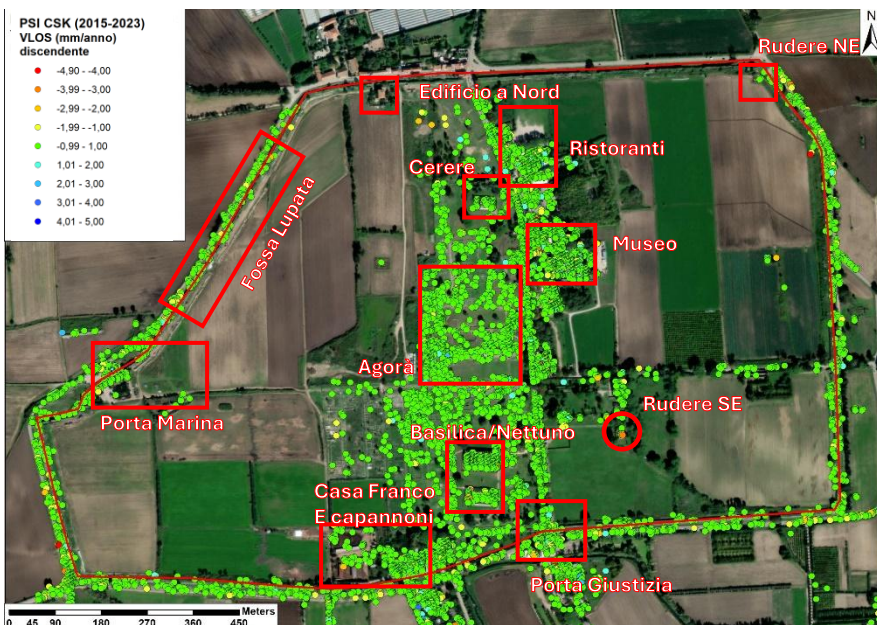 PSI CSK (2015-2023)
VLOS (mm/anno)
discendente
-4,90 - -4,00
-3,99 - -3,00
-2,99 - -2,00
-1,99 - -1,00
-0,99 - 1,00
1,01 - 2,00
2,01 - 3,00
3,01 - 4,00
4,01 - 5,00
N
Rudere NE
Edificio a Nord
Ristoranti
Cerere
Fossa Lupata
Museo
Agorà
Porta Marina
Rudere SE
Basilica/Nettuno
Casa Franco
E capannoni
Porta Giustizia
Meters
0 45 90 180 270 360 450